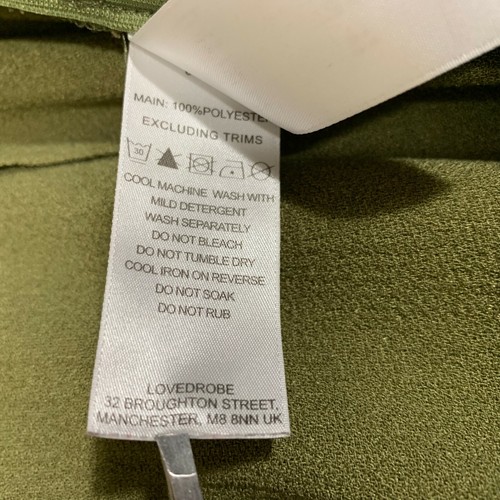 MAIN: 100%POLYESTER
EXCLUDING TRIMS
30
COOL MACHINE WASH WITH
MILD DETERGENT
WASH SEPARATELY
DO NOT BLEACH
DO NOT TUMBLE DRY
COOL IRON ON REVERSE
DO NOT SOAK
DO NOT RUB
LOVEDROBE
32 BROUGHTON STREET,
MANCHESTER, M8 8NN UK